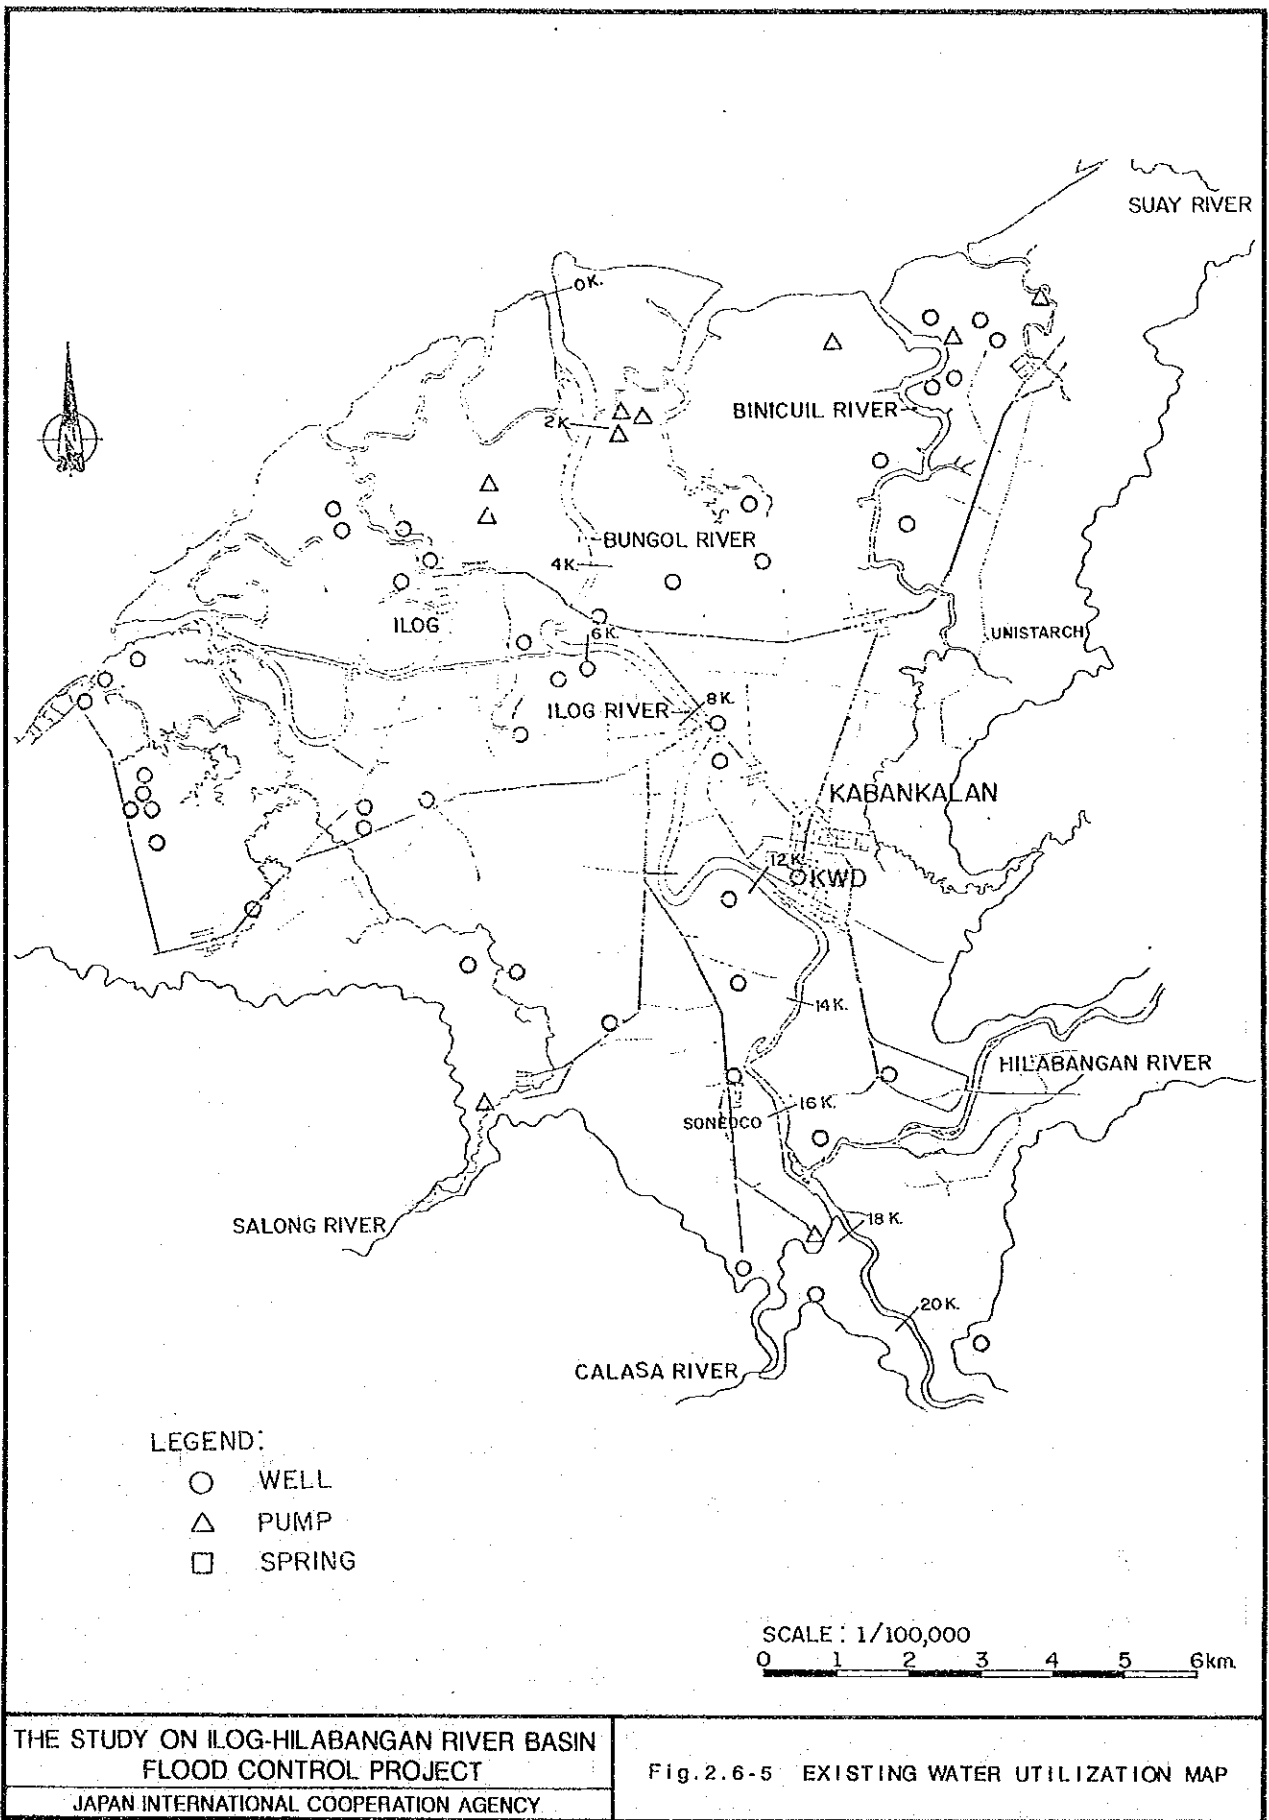 SUAY RIVER
0K.
BINICUIL RIVER
2K.
BUNGOL RIVER
4K.
ILOG
6K.
UNISTARCH
8K.
ILOG RIVER
KABANKALAN
12K.
KWD
14K.
HILABANGAN RIVER
16K.
SONEDCO
18K.
SALONG RIVER
20K.
CALASA RIVER
LEGEND:
WELL
PUMP
SPRING
SCALE: 1/100,000
0 1 2 3 4 5 6km.
THE STUDY ON ILOG-HILABANGAN RIVER BASIN
FLOOD CONTROL PROJECT
JAPAN INTERNATIONAL COOPERATION AGENCY
Fig.2.6-5 EXISTING WATER UTILIZATION MAP